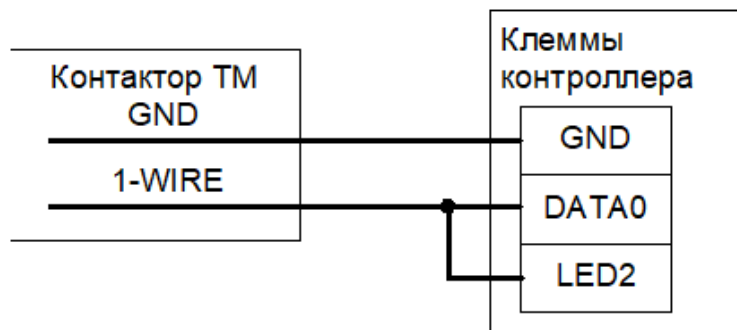 Клеммы
контроллера
Контактор ТМ
GND
1-WIRE
GND
DATA0
LED2